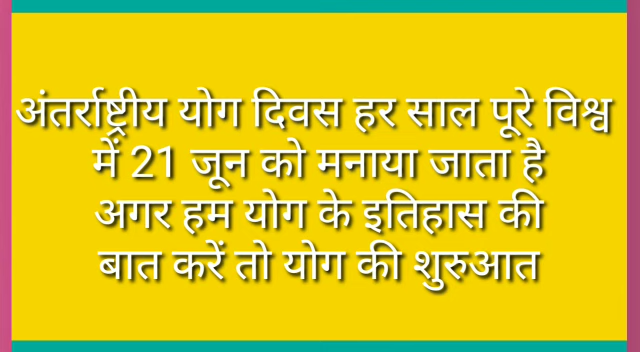 अंतर्राष्ट्रीय योग दिवस हर साल पूरे विश्व
में 21 जून को मनाया जाता है
अगर हम योग के इतिहास की
बात करें तो योग की शुरुआत